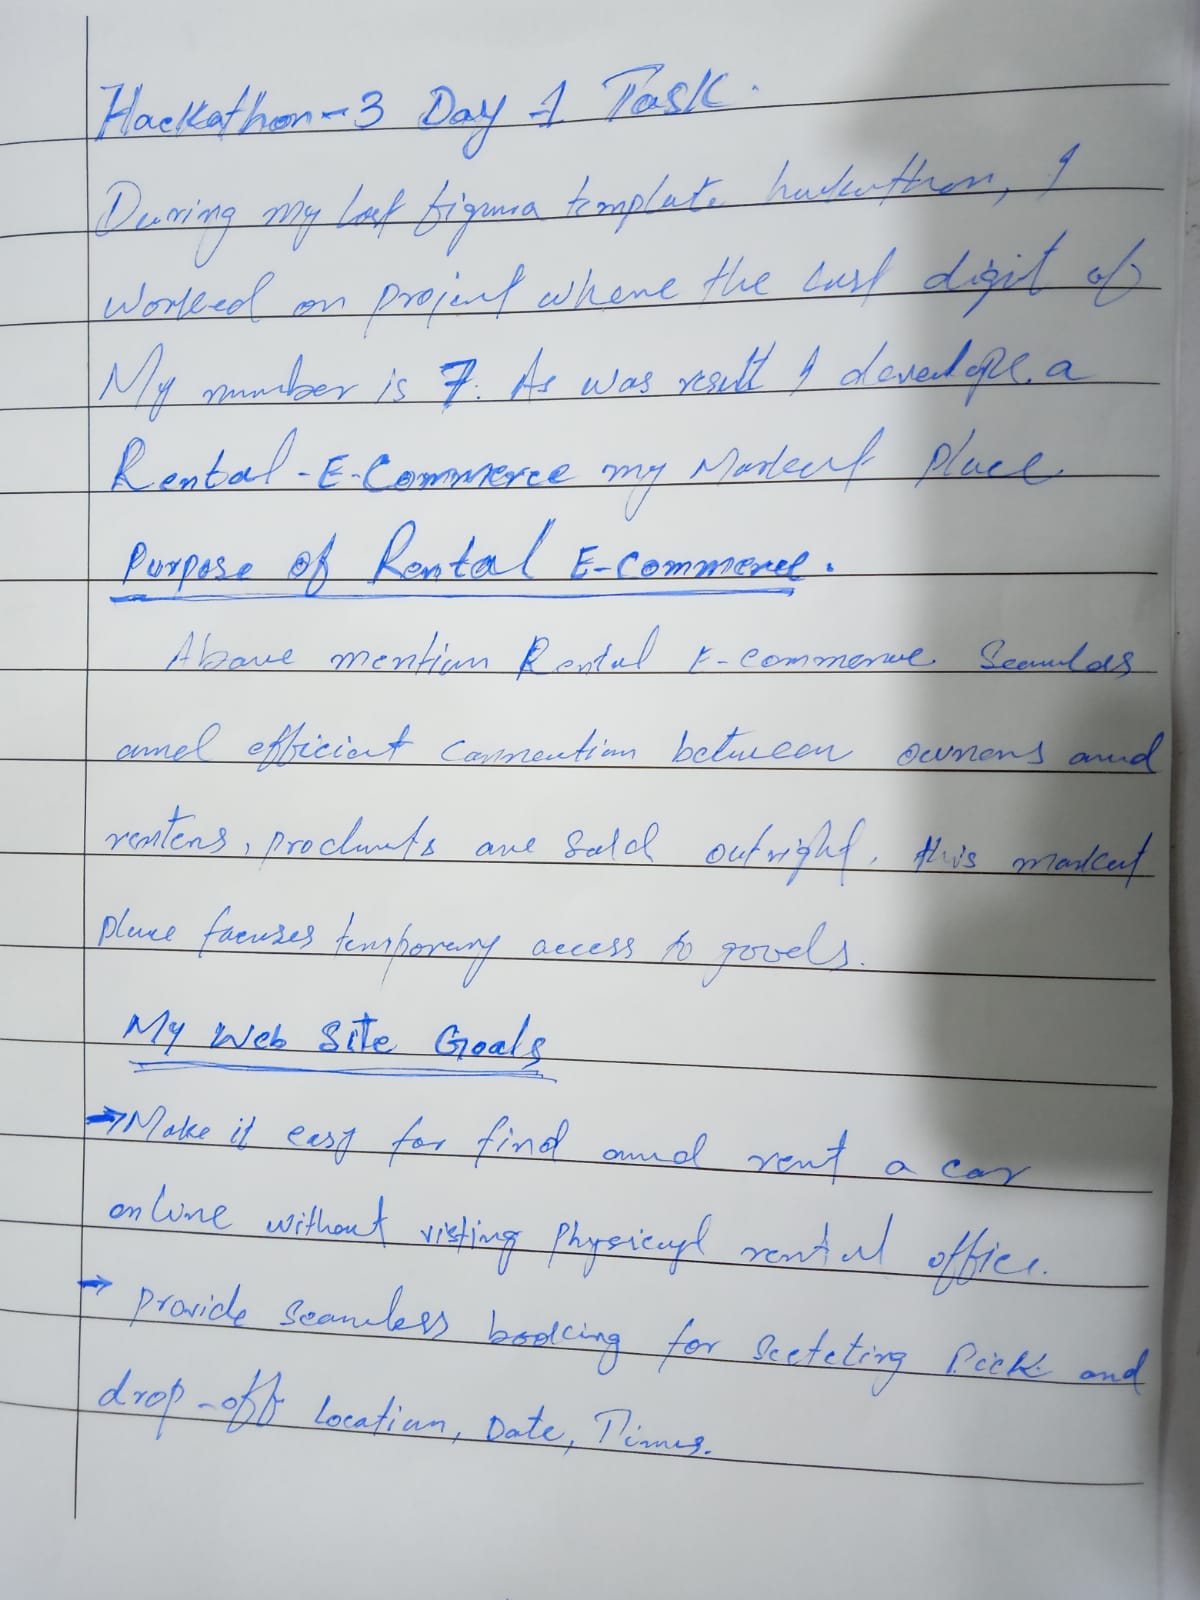 Hackathon-3 Day -1 Task.
During my last figma template hackathon, I
worked on project where the last digit of
My number is 7. As was result I develope a
Rental-E-Commerce my Market place
Purpose of Rental E-commerce.
Above mention Rental E-commerce Seamles
and efficient connection between owners and
renters, products are sold outright, this market
place focuses temporary access to goods.
My Web Site Goals
→ Make it easy for find and rent a car
online without visting physical rental office.
→ provide seamless booking for Pick and
drop-off Location, Date, Times.